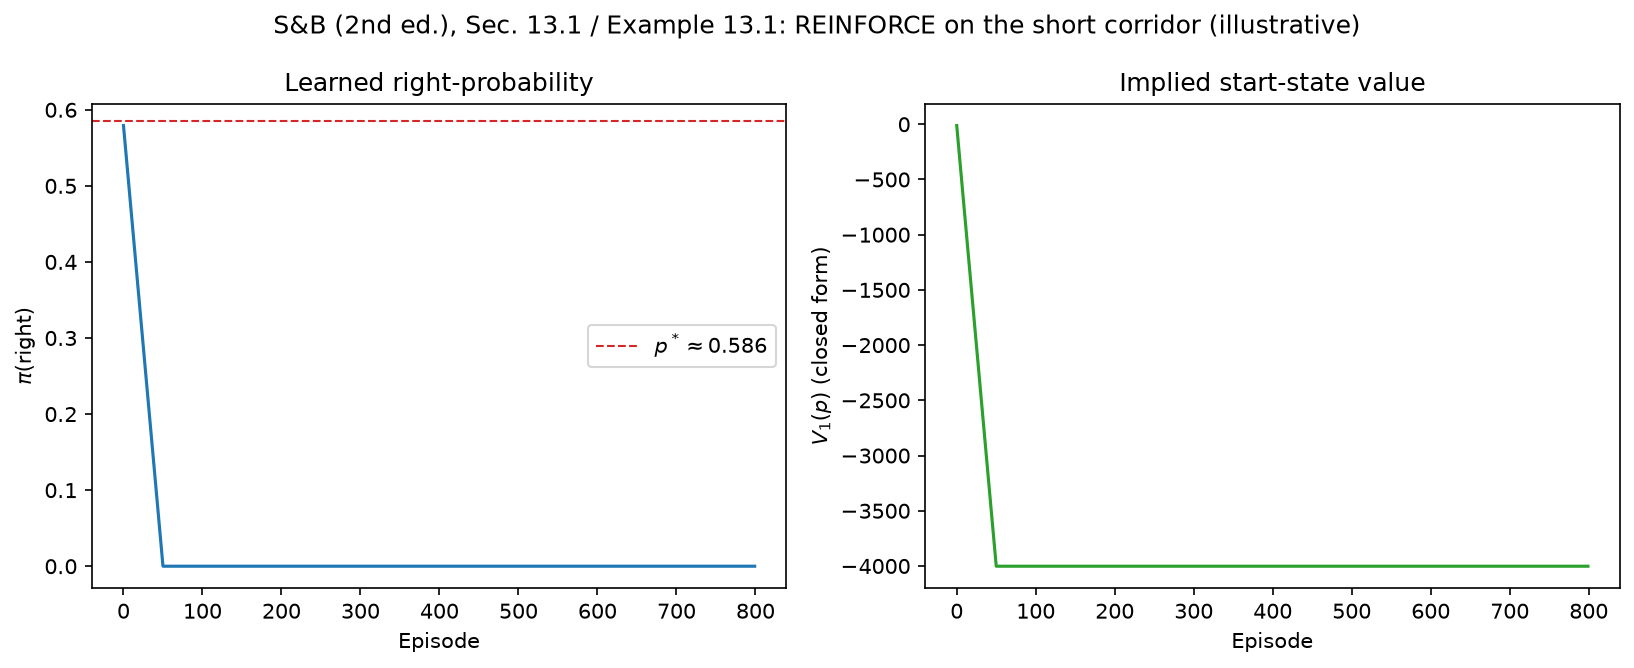 S&B (2nd ed.), Sec. 13.1 / Example 13.1: REINFORCE on the short corridor (illustrative)
Learned right-probability
0.6
0.5
0.4
0.3
0.2
0.1
0.0
π(right)
p* ≈ 0.586
0 100 200 300 400 500 600 700 800
Episode
Implied start-state value
0
−500
−1000
−1500
−2000
−2500
−3000
−3500
−4000
V₁(p) (closed form)
0 100 200 300 400 500 600 700 800
Episode